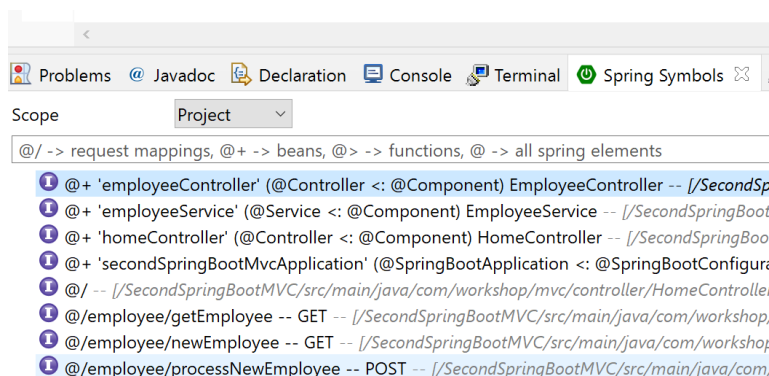 Problems @ Javadoc Declaration Console Terminal Spring Symbols
Scope Project
@/ -> request mappings, @+ -> beans, @> -> functions, @ -> all spring elements
@+ 'employeeController' (@Controller <: @Component) EmployeeController -- [/SecondSp
@+ 'employeeService' (@Service <: @Component) EmployeeService -- [/SecondSpringBoot
@+ 'homeController' (@Controller <: @Component) HomeController -- [/SecondSpringBoo
@+ 'secondSpringBootMvcApplication' (@SpringBootApplication <: @SpringBootConfigura
@/ -- [/SecondSpringBootMVC/src/main/java/com/workshop/mvc/controller/HomeController
@/employee/getEmployee -- GET -- [/SecondSpringBootMVC/src/main/java/com/workshop/
@/employee/newEmployee -- GET -- [/SecondSpringBootMVC/src/main/java/com/workshop
@/employee/processNewEmployee -- POST -- [/SecondSpringBootMVC/src/main/java/com/